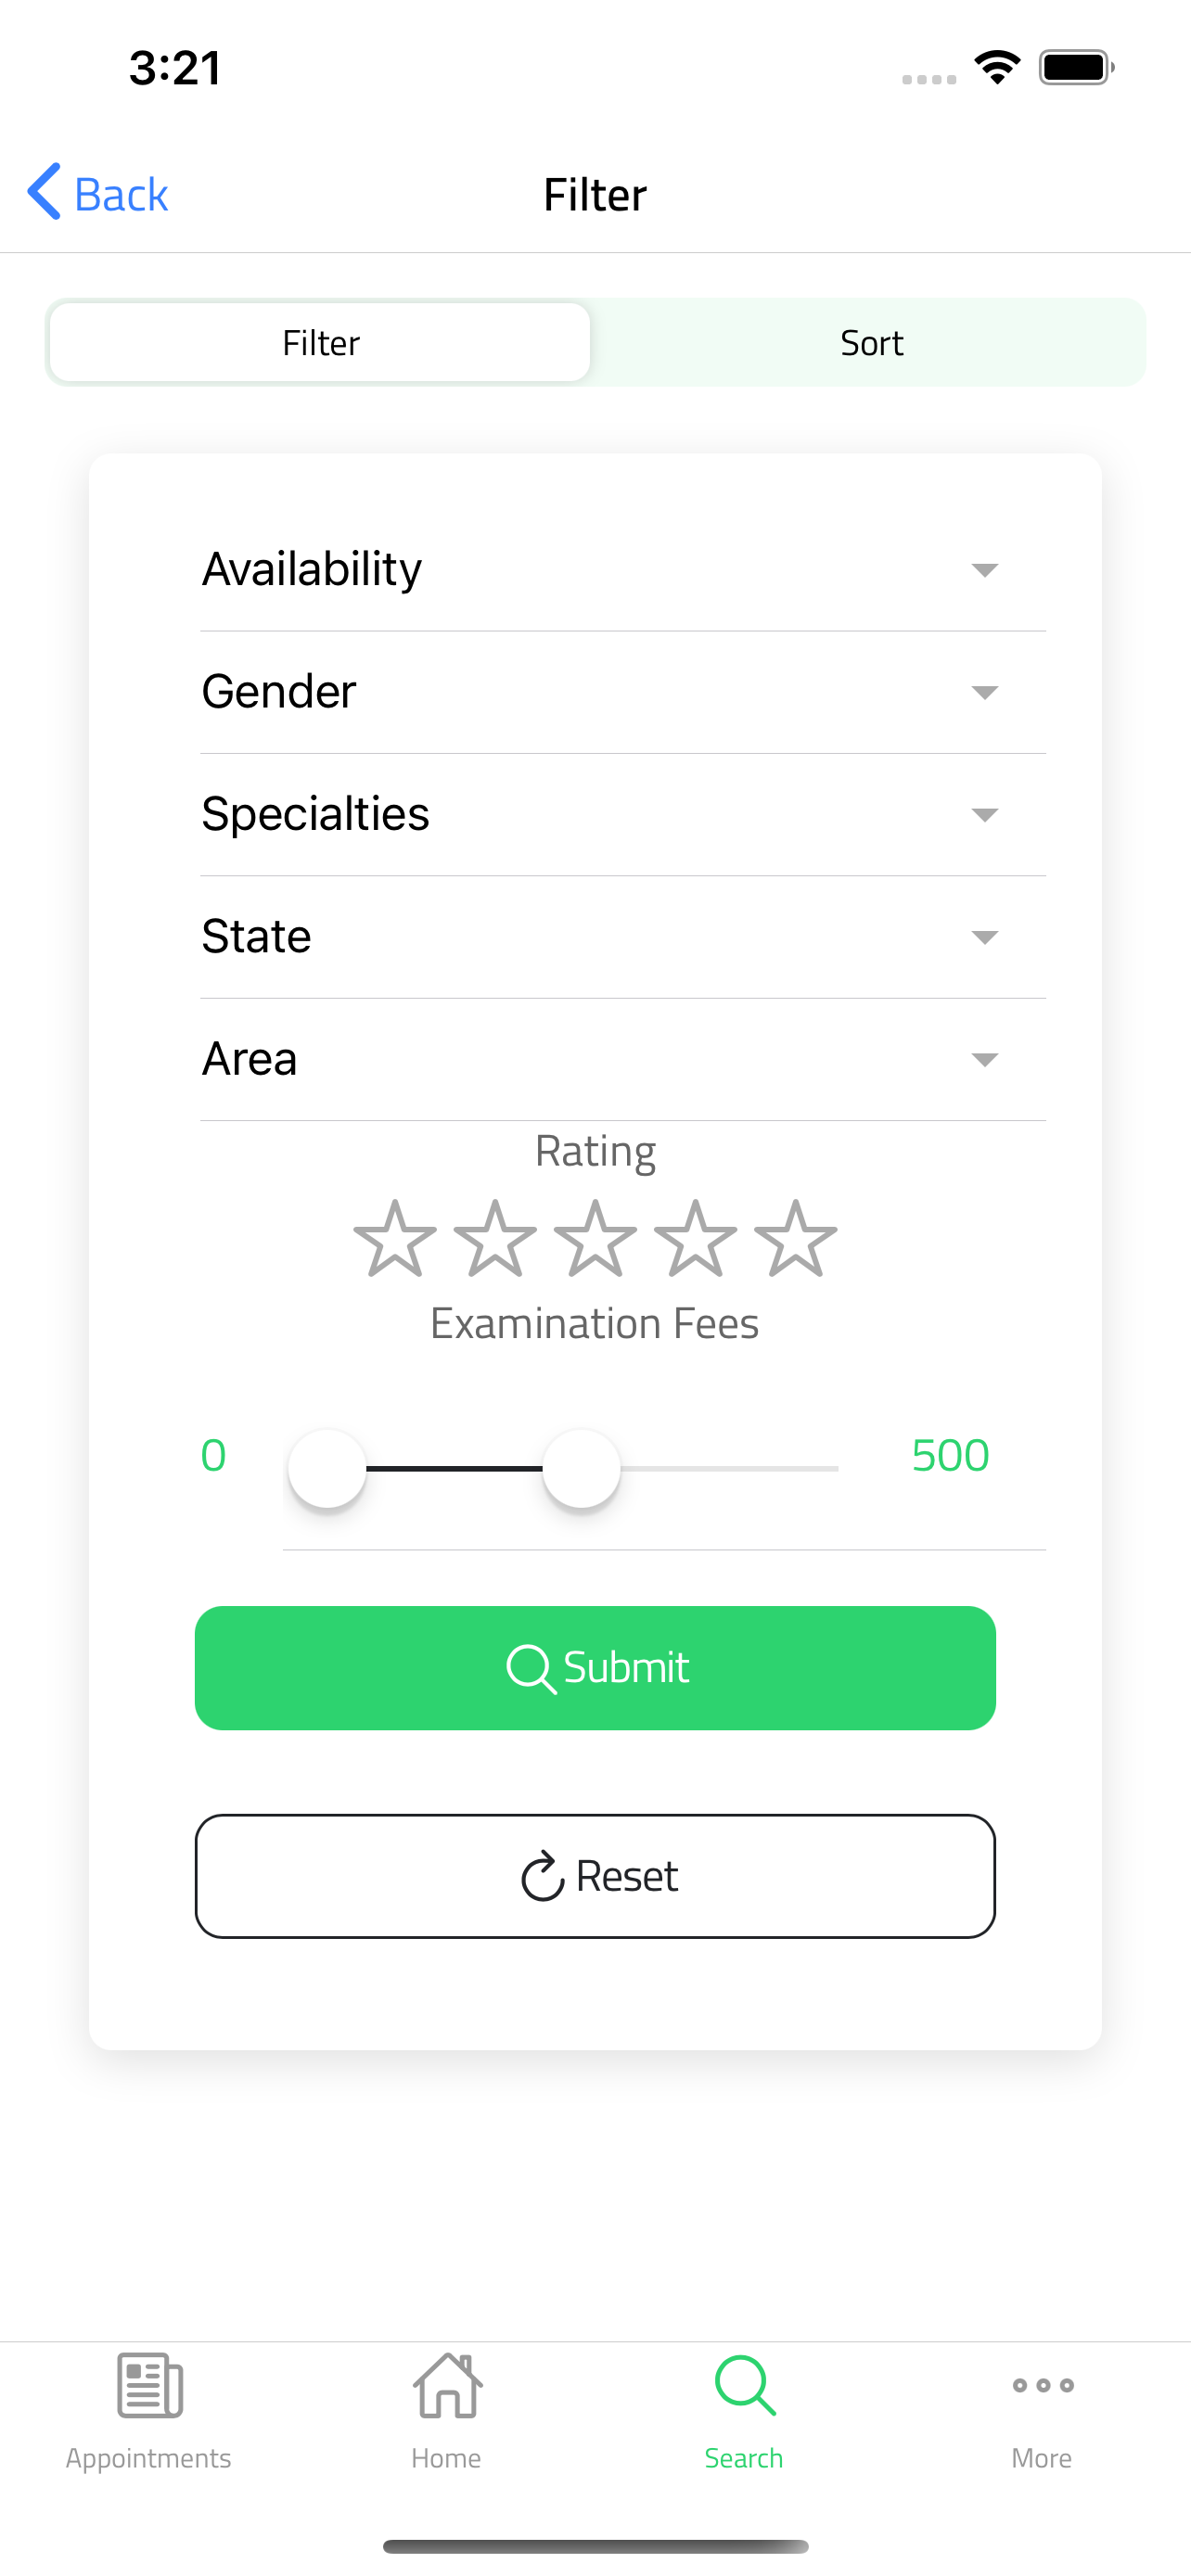 3:21
Back
Filter
Filter
Sort
Availability
Gender
Specialties
State
Area
Rating
Examination Fees
0
500
Submit
Reset
Appointments
Home
Search
More